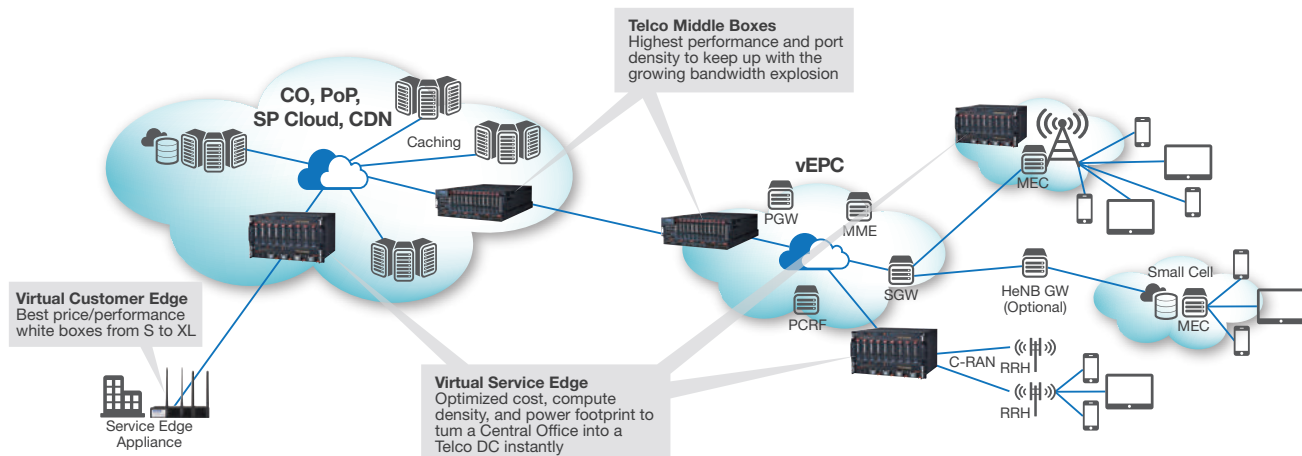 Telco Middle Boxes
Highest performance and port
density to keep up with the
growing bandwidth explosion
CO, PoP,
SP Cloud, CDN
Caching
vEPC
PGW
MME
MEC
SGW
HeNB GW
(Optional)
Small Cell
MEC
PCRF
C-RAN
RRH
RRH
Virtual Customer Edge
Best price/performance
white boxes from S to XL
Service Edge
Appliance
Virtual Service Edge
Optimized cost, compute
density, and power footprint to
tum a Central Office into a
Telco DC instantly